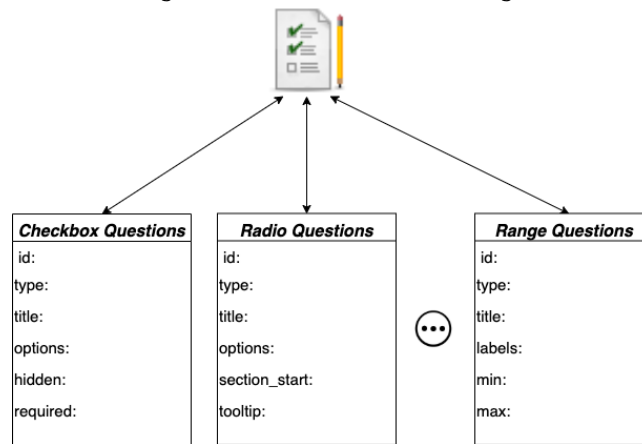 Checkbox Questions
id:
type:
title:
options:
hidden:
required:
Radio Questions
id:
type:
title:
options:
section_start:
tooltip:
Range Questions
id:
type:
title:
labels:
min:
max: